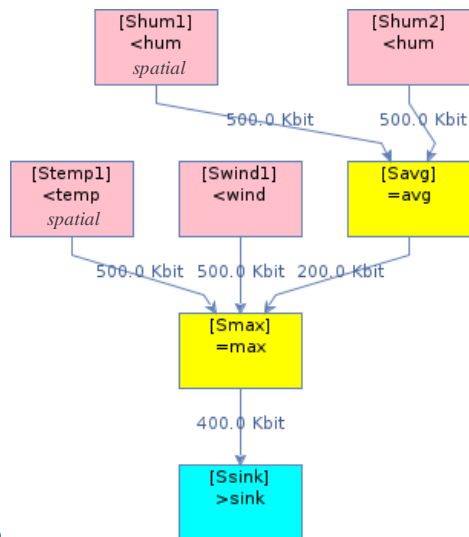 [Shum1]
<hum
spatial
[Shum2]
<hum
500.0 Kbit
500.0 Kbit
[Stemp1]
<temp
spatial
[Swind1]
<wind
[Savg]
=avg
500.0 Kbit
500.0 Kbit
200.0 Kbit
[Smax]
=max
400.0 Kbit
[Ssink]
>sink